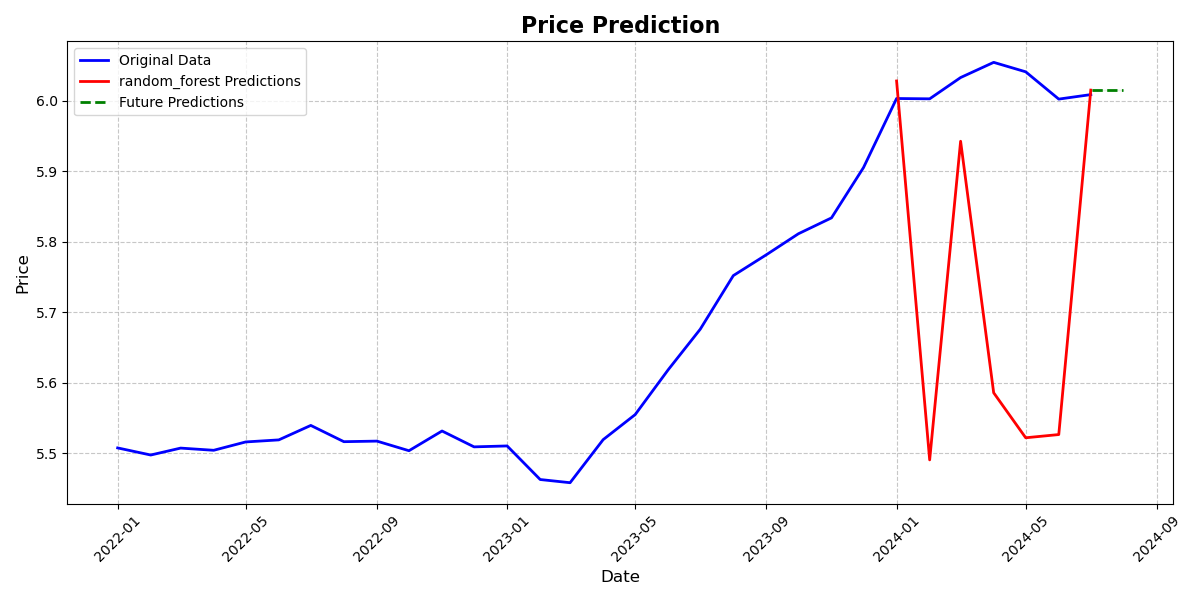 Price Prediction
Original Data
random_forest Predictions
Future Predictions
Price
6.0
5.9
5.8
5.7
5.6
5.5
2022-01
2022-05
2022-09
2023-01
2023-05
2023-09
2024-01
2024-05
2024-09
Date